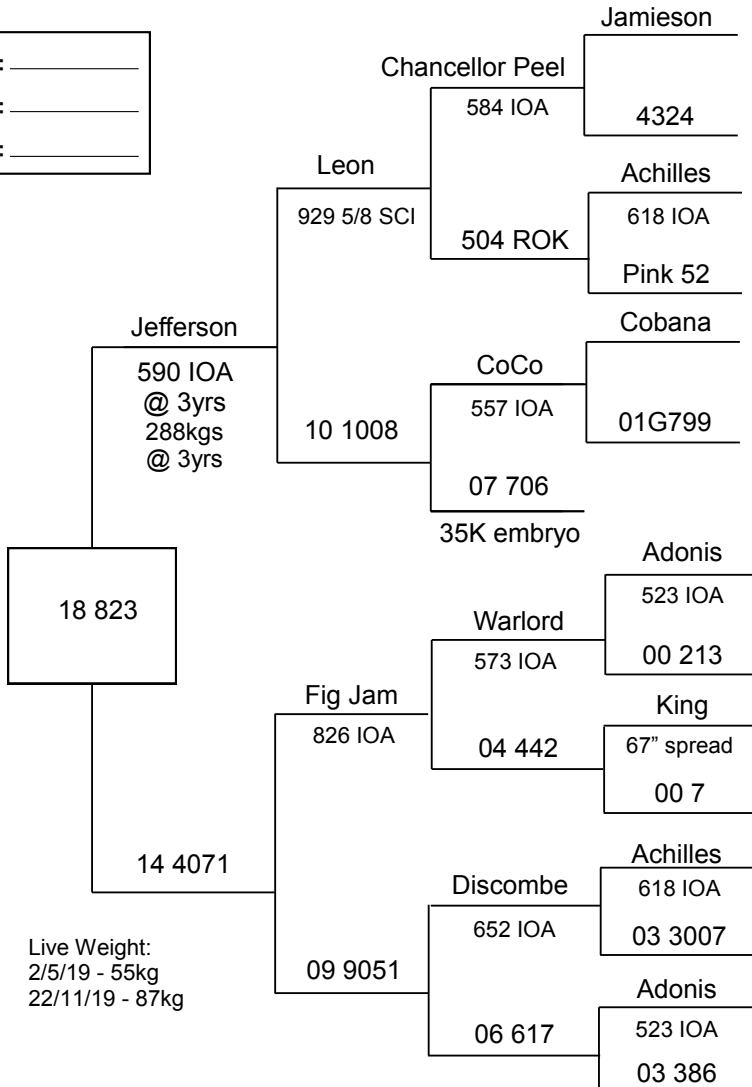 :
:
:
Jamieson
Chancellor Peel
584 IOA
4324
Leon
Achilles
929 5/8 SCI
618 IOA
504 ROK
Pink 52
Jefferson
Cobana
590 IOA
@ 3yrs
288kgs
@ 3yrs
CoCo
557 IOA
10 1008
01G799
07 706
35K embryo
18 823
Adonis
523 IOA
Warlord
573 IOA
00 213
Fig Jam
King
826 IOA
67” spread
04 442
00 7
14 4071
Achilles
Discombe
618 IOA
652 IOA
03 3007
Live Weight:
2/5/19 - 55kg
22/11/19 - 87kg
09 9051
Adonis
523 IOA
06 617
03 386